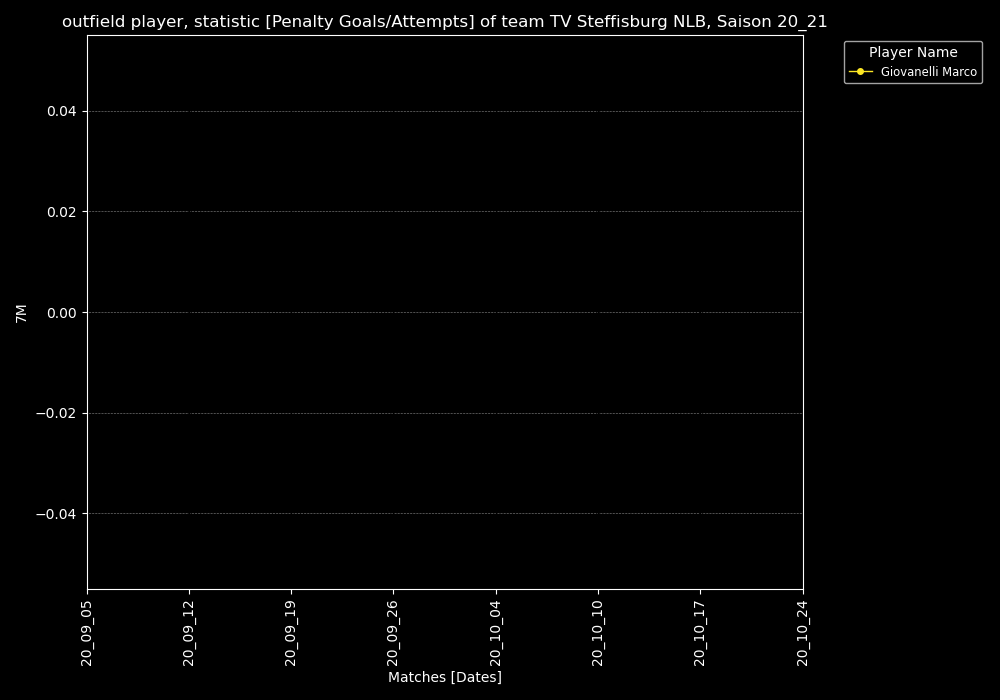 outfield player, statistic [Penalty Goals/Attempts] of team TV Steffisburg NLB, Saison 20_21
Player Name
Giovanelli Marco
0.04
0.02
0.00
−0.02
−0.04
7M
20_09_05
20_09_12
20_09_19
20_09_26
20_10_04
20_10_10
20_10_17
20_10_24
Matches [Dates]